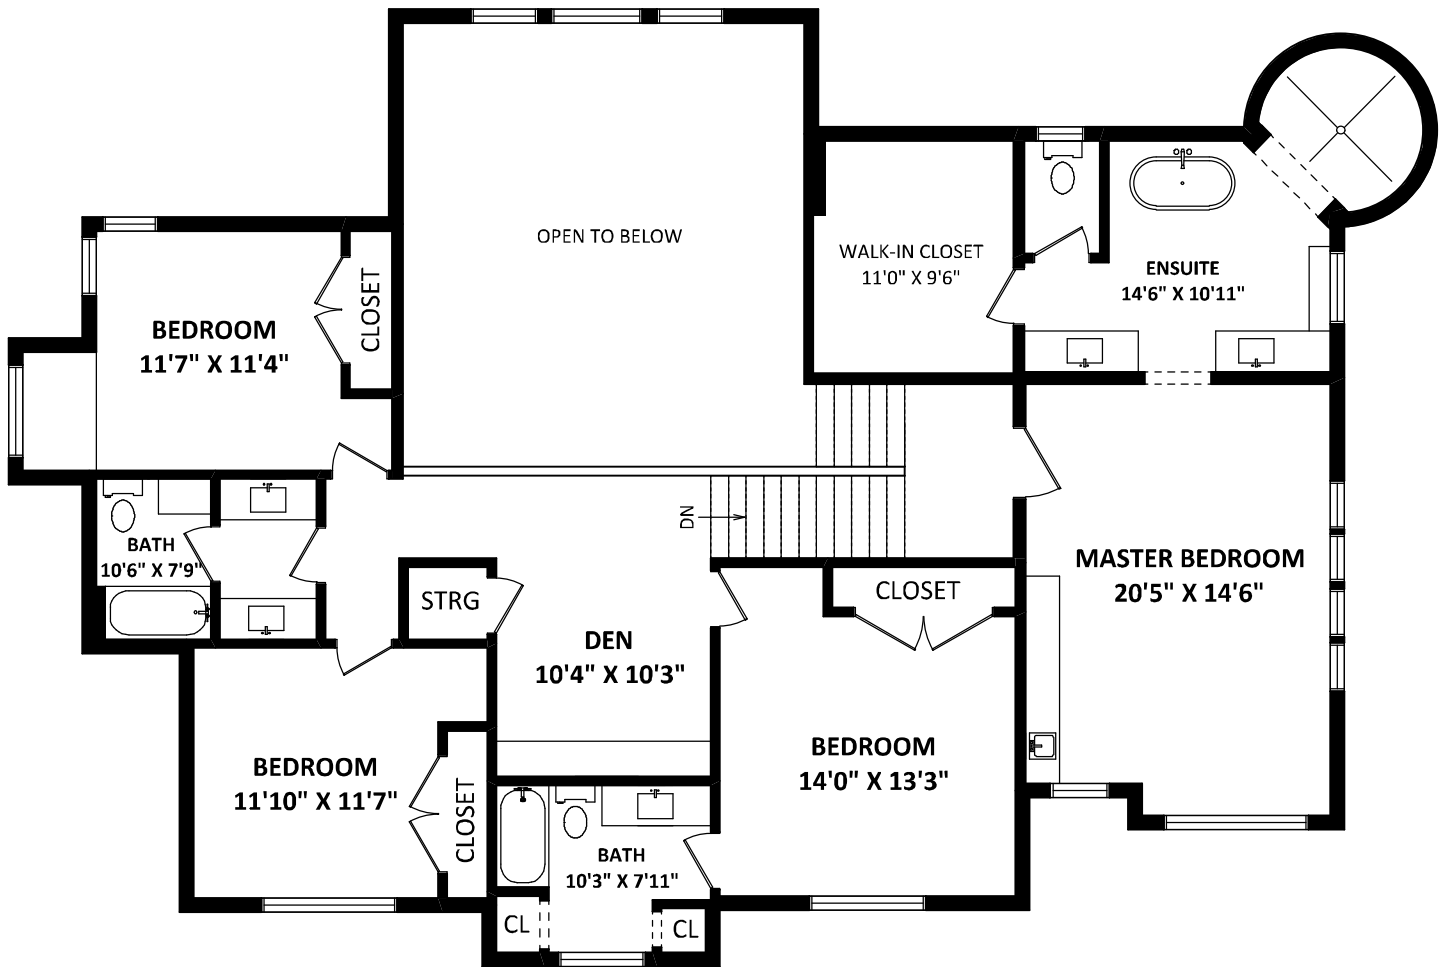 OPEN TO BELOW
WALK-IN CLOSET
11'0" X 9'6"
ENSUITE
14'6" X 10'11"
BEDROOM
11'7" X 11'4"
CLOSET
DN
BATH
10'6" X 7'9"
STRG
DEN
10'4" X 10'3"
CLOSET
MASTER BEDROOM
20'5" X 14'6"
BEDROOM
11'10" X 11'7"
CLOSET
BEDROOM
14'0" X 13'3"
BATH
10'3" X 7'11"
CL
CL